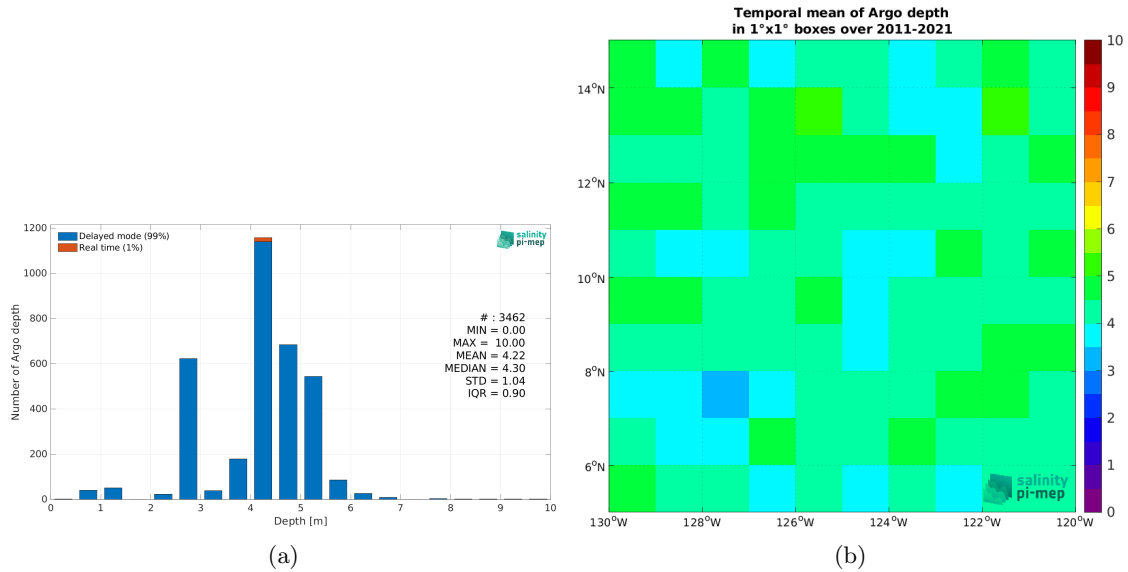 Delayed mode (99%)
Real time (1%)
salinity
pi-mep
Number of Argo depth
1200
1000
800
600
400
200
0
# : 3462
MIN = 0.00
MAX = 10.00
MEAN = 4.22
MEDIAN = 4.30
STD = 1.04
IQR = 0.90
0 1 2 3 4 5 6 7 8 9 10
Depth [m]
(a)
Temporal mean of Argo depth
in 1°x1° boxes over 2011-2021
14°N
12°N
10°N
8°N
6°N
130°W 128°W 126°W 124°W 122°W 120°W
salinity
pi-mep
10
9
8
7
6
5
4
3
2
1
0
(b)